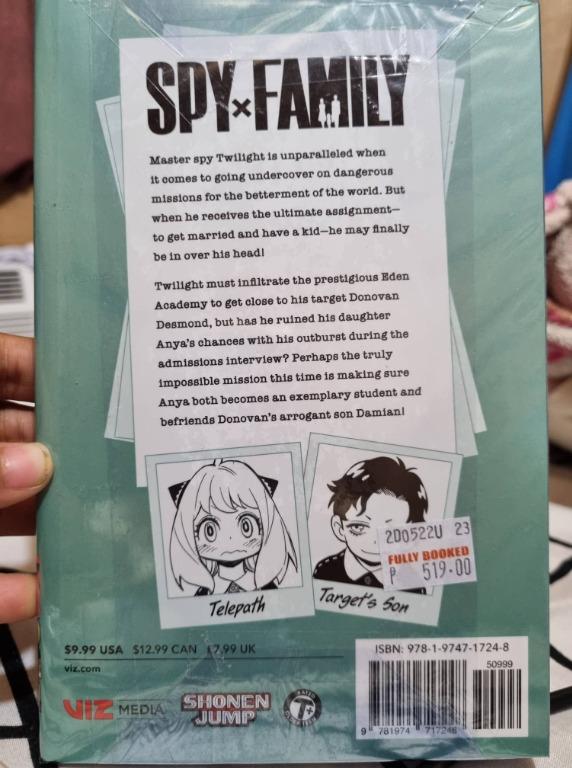 SPY×FAMILY
Master spy Twilight is unparalleled when
it comes to going undercover on dangerous
missions for the betterment of the world. But
when he receives the ultimate assignment—
to get married and have a kid—he may finally
be in over his head!
Twilight must infiltrate the prestigious Eden
Academy to get close to his target Donovan
Desmond, but has he ruined his daughter
Anya's chances with his outburst during the
admissions interview? Perhaps the truly
impossible mission this time is making sure
Anya both becomes an exemplary student and
befriends Donovan's arrogant son Damian!
200522U 23
FULLY BOOKED
₱ 519.00
Telepath
Target's Son
$9.99 USA $12.99 CAN £7.99 UK
viz.com
ISBN: 978-1-9747-1724-8
50999
9 781974 717248
VIZ MEDIA
SHONEN
JUMP
RATED
T+